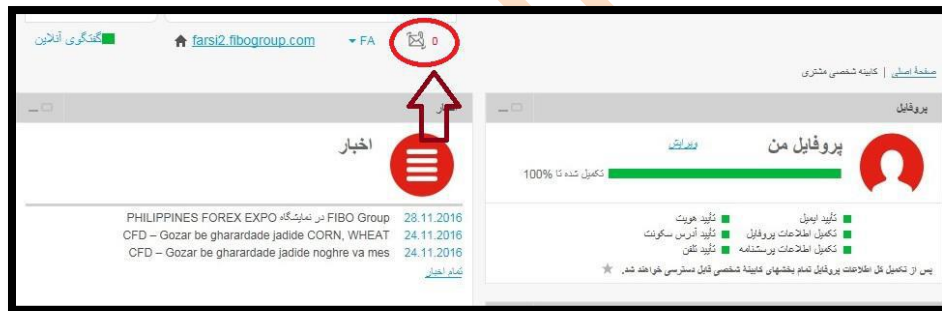 گفتگوی آنلاین farsi2.fibogroup.com FA 0
صفحهٔ اصلی | کابینه شخصی مشتری
پروفایل
پروفایل من
ویرایش
تکمیل شده تا 100%
تأیید ایمیل
تأیید هویت
تکمیل اطلاعات پروفایل
تأیید آدرس سکونت
تکمیل اطلاعات پرسشنامه
تأیید تلفن
پس از تکمیل کل اطلاعات پروفایل تمام بخشهای کابینهٔ شخصی قابل دسترسی خواهند شد.
اخبار
28.11.2016 FIBO Group در نمایشگاه PHILIPPINES FOREX EXPO
24.11.2016 CFD – Gozar be gharardade jadide CORN, WHEAT
24.11.2016 CFD – Gozar be gharardade jadide noghre va mes
تمام اخبار